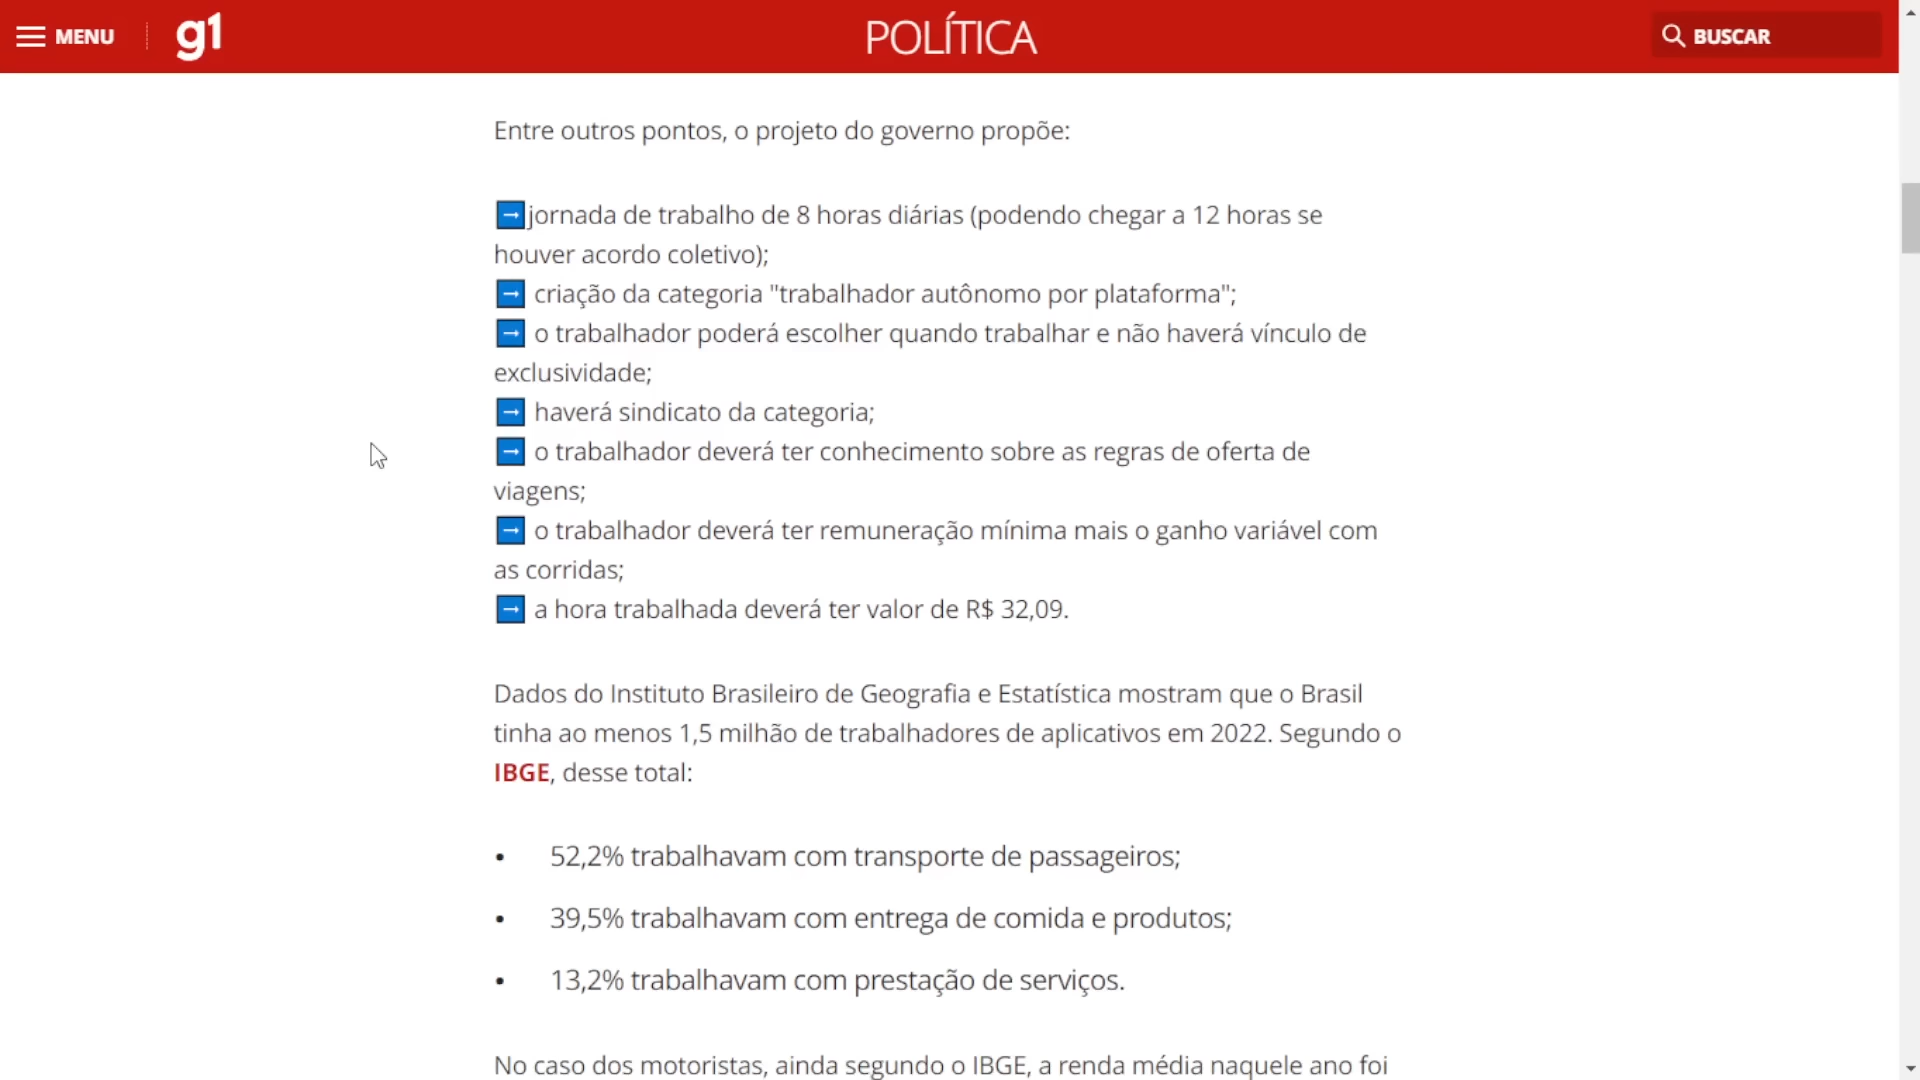 MENU
g1
POLÍTICA
BUSCAR
Entre outros pontos, o projeto do governo propõe:
➡jornada de trabalho de 8 horas diárias (podendo chegar a 12 horas se
houver acordo coletivo);
➡ criação da categoria "trabalhador autônomo por plataforma";
➡ o trabalhador poderá escolher quando trabalhar e não haverá vínculo de
exclusividade;
➡ haverá sindicato da categoria;
➡ o trabalhador deverá ter conhecimento sobre as regras de oferta de
viagens;
➡ o trabalhador deverá ter remuneração mínima mais o ganho variável com
as corridas;
➡ a hora trabalhada deverá ter valor de R$ 32,09.
Dados do Instituto Brasileiro de Geografia e Estatística mostram que o Brasil
tinha ao menos 1,5 milhão de trabalhadores de aplicativos em 2022. Segundo o
IBGE, desse total:
• 52,2% trabalhavam com transporte de passageiros;
• 39,5% trabalhavam com entrega de comida e produtos;
• 13,2% trabalhavam com prestação de serviços.
No caso dos motoristas, ainda segundo o IBGE, a renda média naquele ano foi